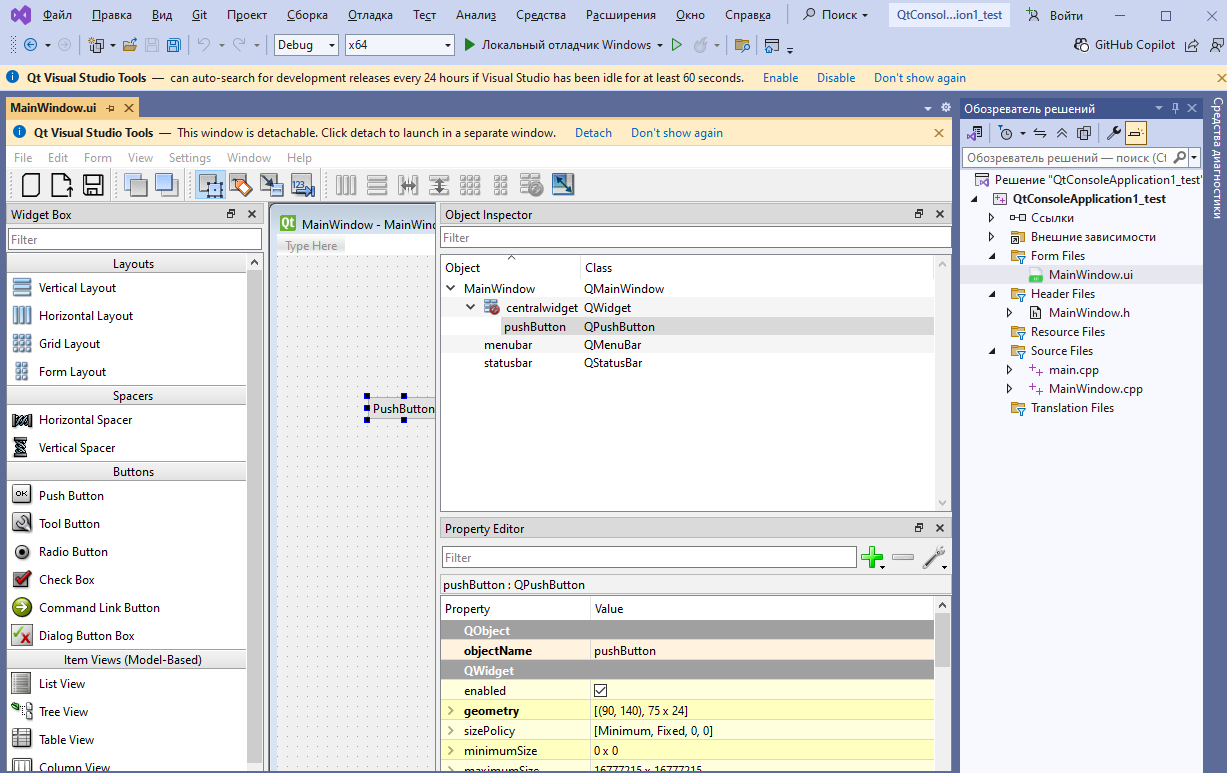 Файл Правка Вид Git Проект Сборка Отладка Тест Анализ Средства Расширения Окно Справка Поиск QtConsol...ion1_test Войти
Debug x64 Локальный отладчик Windows GitHub Copilot
Qt Visual Studio Tools — can auto-search for development releases every 24 hours if Visual Studio has been idle for at least 60 seconds. Enable Disable Don't show again
MainWindow.ui
Qt Visual Studio Tools — This window is detachable. Click detach to launch in a separate window. Detach Don't show again
File Edit Form View Settings Window Help
Widget Box
Filter
Layouts
Vertical Layout
Horizontal Layout
Grid Layout
Form Layout
Spacers
Horizontal Spacer
Vertical Spacer
Buttons
OK Push Button
Tool Button
Radio Button
Check Box
Command Link Button
Dialog Button Box
Item Views (Model-Based)
List View
Tree View
Table View
Column View
Qt MainWindow - MainWind
Type Here
PushButton
Object Inspector
Filter
Object Class
MainWindow QMainWindow
centralwidget QWidget
pushButton QPushButton
menubar QMenuBar
statusbar QStatusBar
Property Editor
Filter
pushButton : QPushButton
Property Value
QObject
objectName pushButton
QWidget
enabled
geometry [(90, 140), 75 x 24]
sizePolicy [Minimum, Fixed, 0, 0]
minimumSize 0 x 0
maximumSize 16777215 x 16777215
Обозреватель решений
Обозреватель решений — поиск (Ct
Решение "QtConsoleApplication1_test"
QtConsoleApplication1_test
Ссылки
Внешние зависимости
Form Files
MainWindow.ui
Header Files
MainWindow.h
Resource Files
Source Files
main.cpp
MainWindow.cpp
Translation Files
Средства диагностики